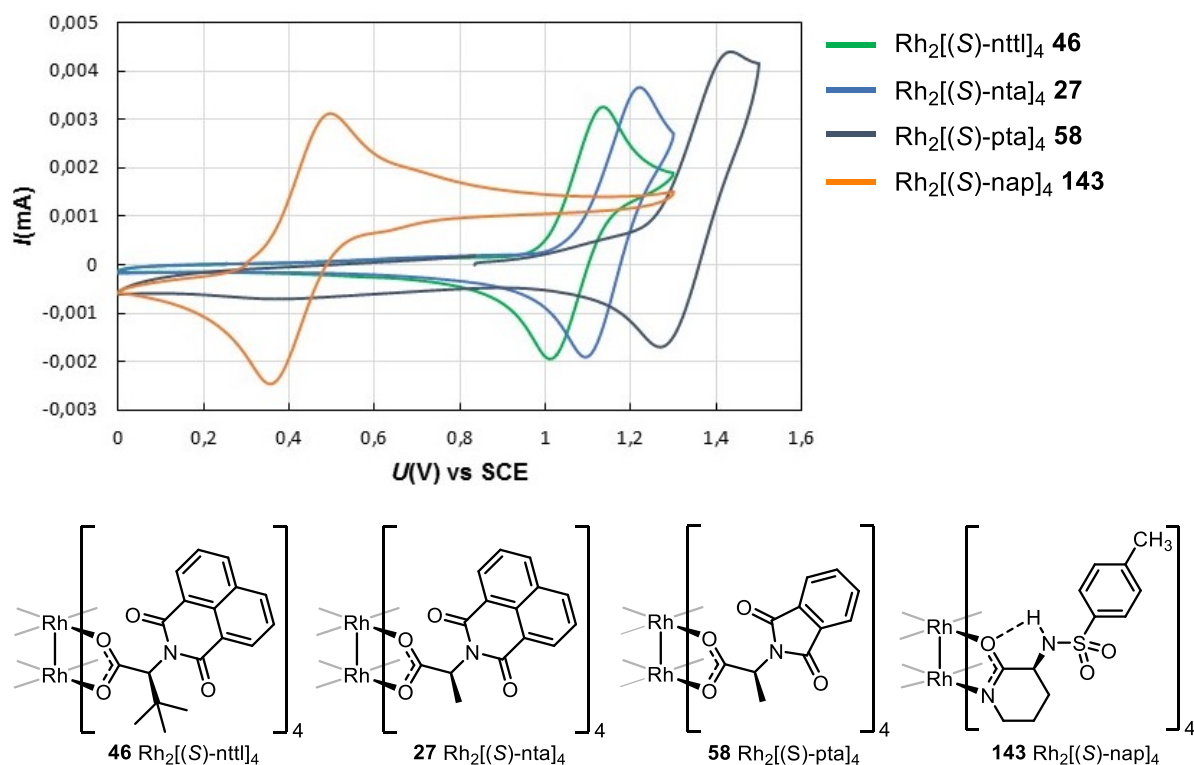 0,005
0,004
0,003
0,002
0,001
0
-0,001
-0,002
-0,003
I(mA)
0 0,2 0,4 0,6 0,8 1 1,2 1,4 1,6
U(V) vs SCE
Rh2[(S)-nttl]4 46
Rh2[(S)-nta]4 27
Rh2[(S)-pta]4 58
Rh2[(S)-nap]4 143
Rh Rh O O O N O 4
46 Rh2[(S)-nttl]4
Rh Rh O O O N O 4
27 Rh2[(S)-nta]4
Rh Rh O O O N O 4
58 Rh2[(S)-pta]4
CH3
Rh Rh O N H N S O O 4
143 Rh2[(S)-nap]4